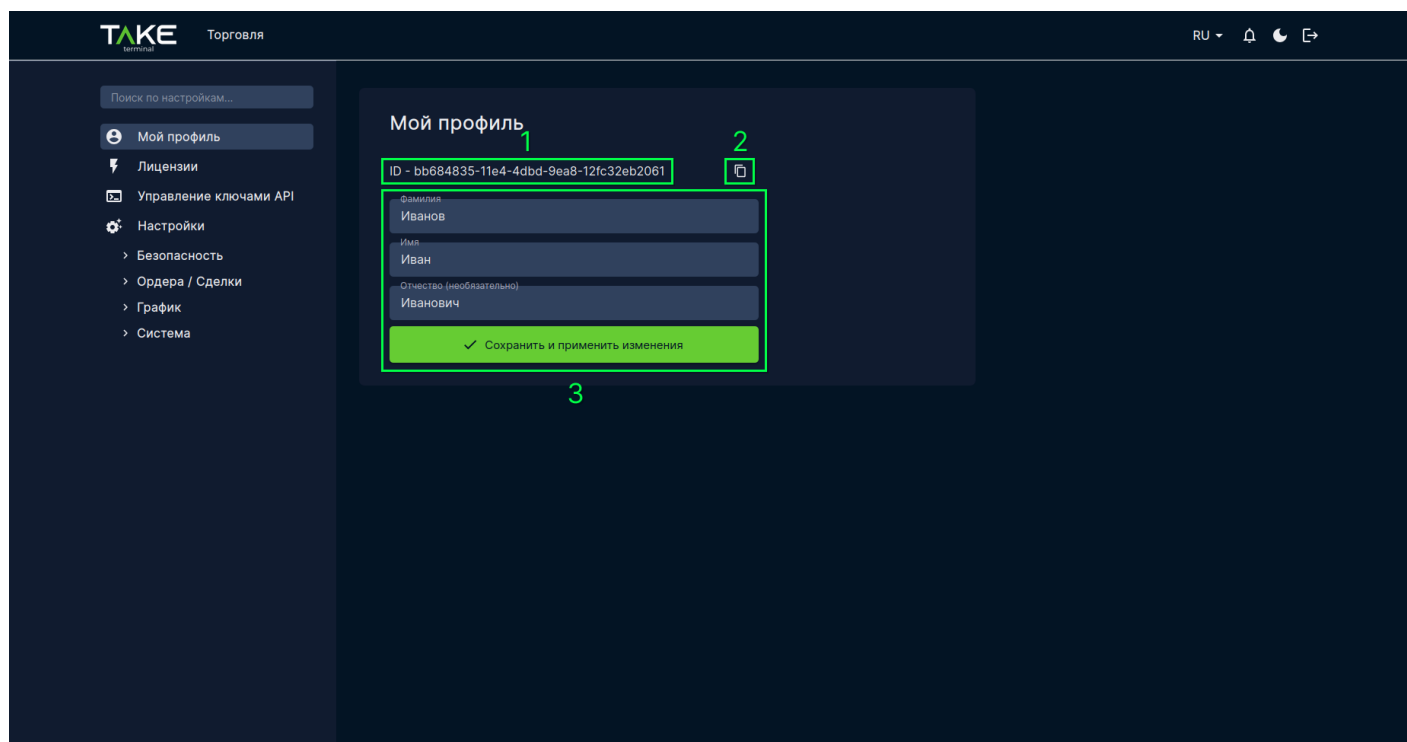 TAKE
terminal
Торговля
RU
Поиск по настройкам...
Мой профиль
Лицензии
Управление ключами API
Настройки
Безопасность
Ордера / Сделки
График
Система
Мой профиль
1
2
ID - bb684835-11e4-4dbd-9ea8-12fc32eb2061
Фамилия
Иванов
Имя
Иван
Отчество (необязательно)
Иванович
Сохранить и применить изменения
3